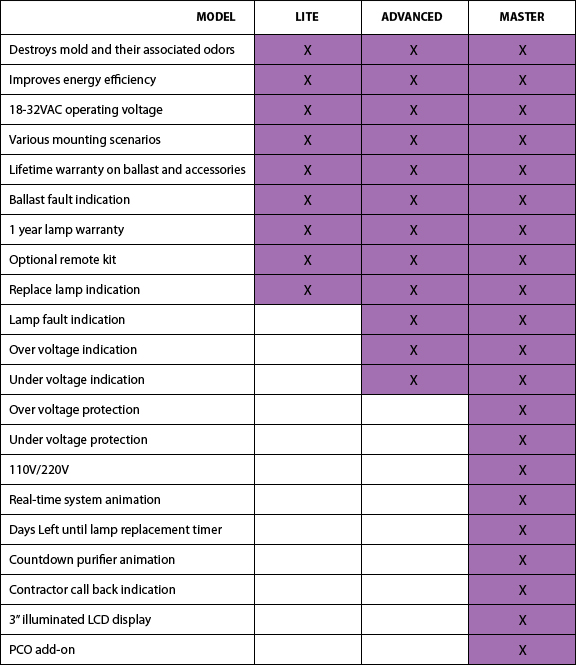 MODEL LITE ADVANCED MASTER
Destroys mold and their associated odors X X X
Improves energy efficiency X X X
18-32VAC operating voltage X X X
Various mounting scenarios X X X
Lifetime warranty on ballast and accessories X X X
Ballast fault indication X X X
1 year lamp warranty X X X
Optional remote kit X X X
Replace lamp indication X X X
Lamp fault indication X X
Over voltage indication X X
Under voltage indication X X
Over voltage protection X
Under voltage protection X
110V/220V X
Real-time system animation X
Days Left until lamp replacement timer X
Countdown purifier animation X
Contractor call back indication X
3” illuminated LCD display X
PCO add-on X